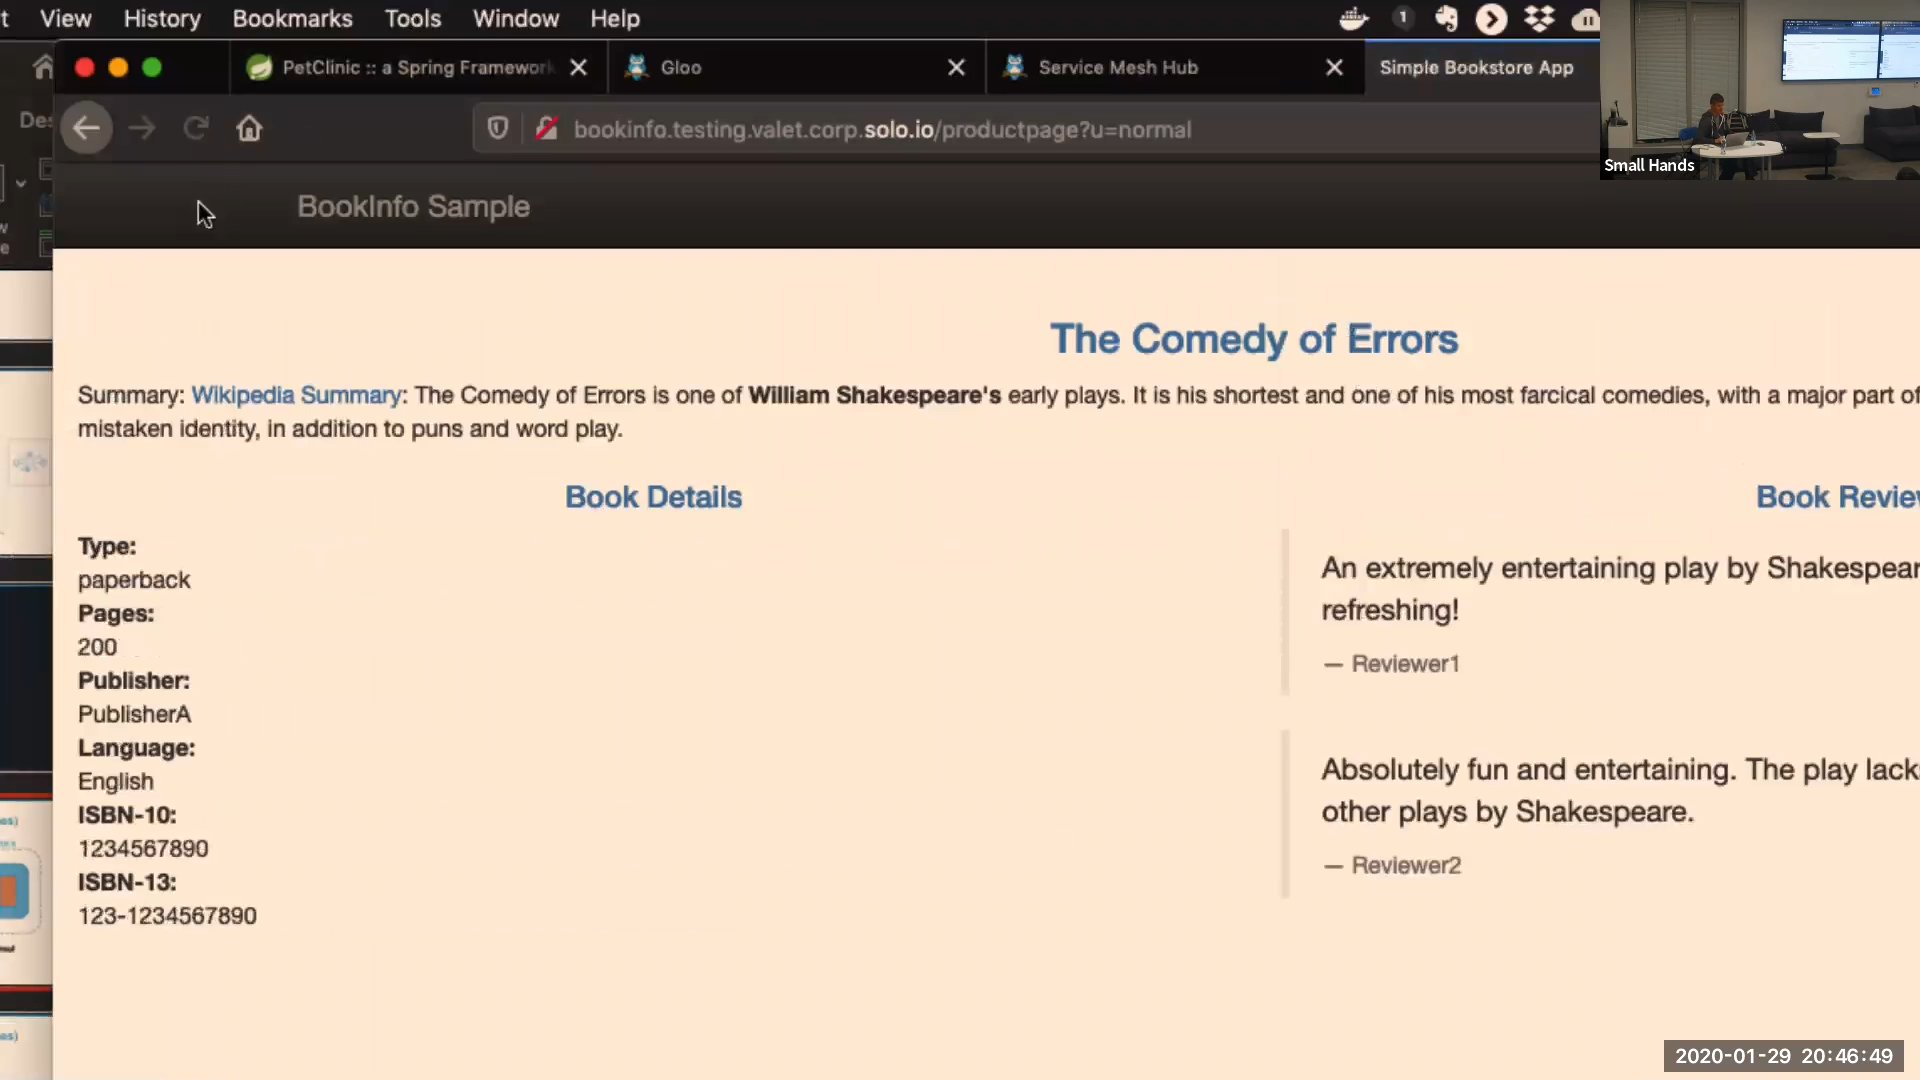 View History Bookmarks Tools Window Help
1
PetClinic :: a Spring Framework
Gloo
Service Mesh Hub
Simple Bookstore App
bookinfo.testing.valet.corp.solo.io/productpage?u=normal
Small Hands
BookInfo Sample
The Comedy of Errors
Summary: Wikipedia Summary: The Comedy of Errors is one of William Shakespeare's early plays. It is his shortest and one of his most farcical comedies, with a major part of
mistaken identity, in addition to puns and word play.
Book Details
Type:
paperback
Pages:
200
Publisher:
PublisherA
Language:
English
ISBN-10:
1234567890
ISBN-13:
123-1234567890
Book Review
An extremely entertaining play by Shakespear
refreshing!
— Reviewer1
Absolutely fun and entertaining. The play lack
other plays by Shakespeare.
— Reviewer2
2020-01-29 20:46:49